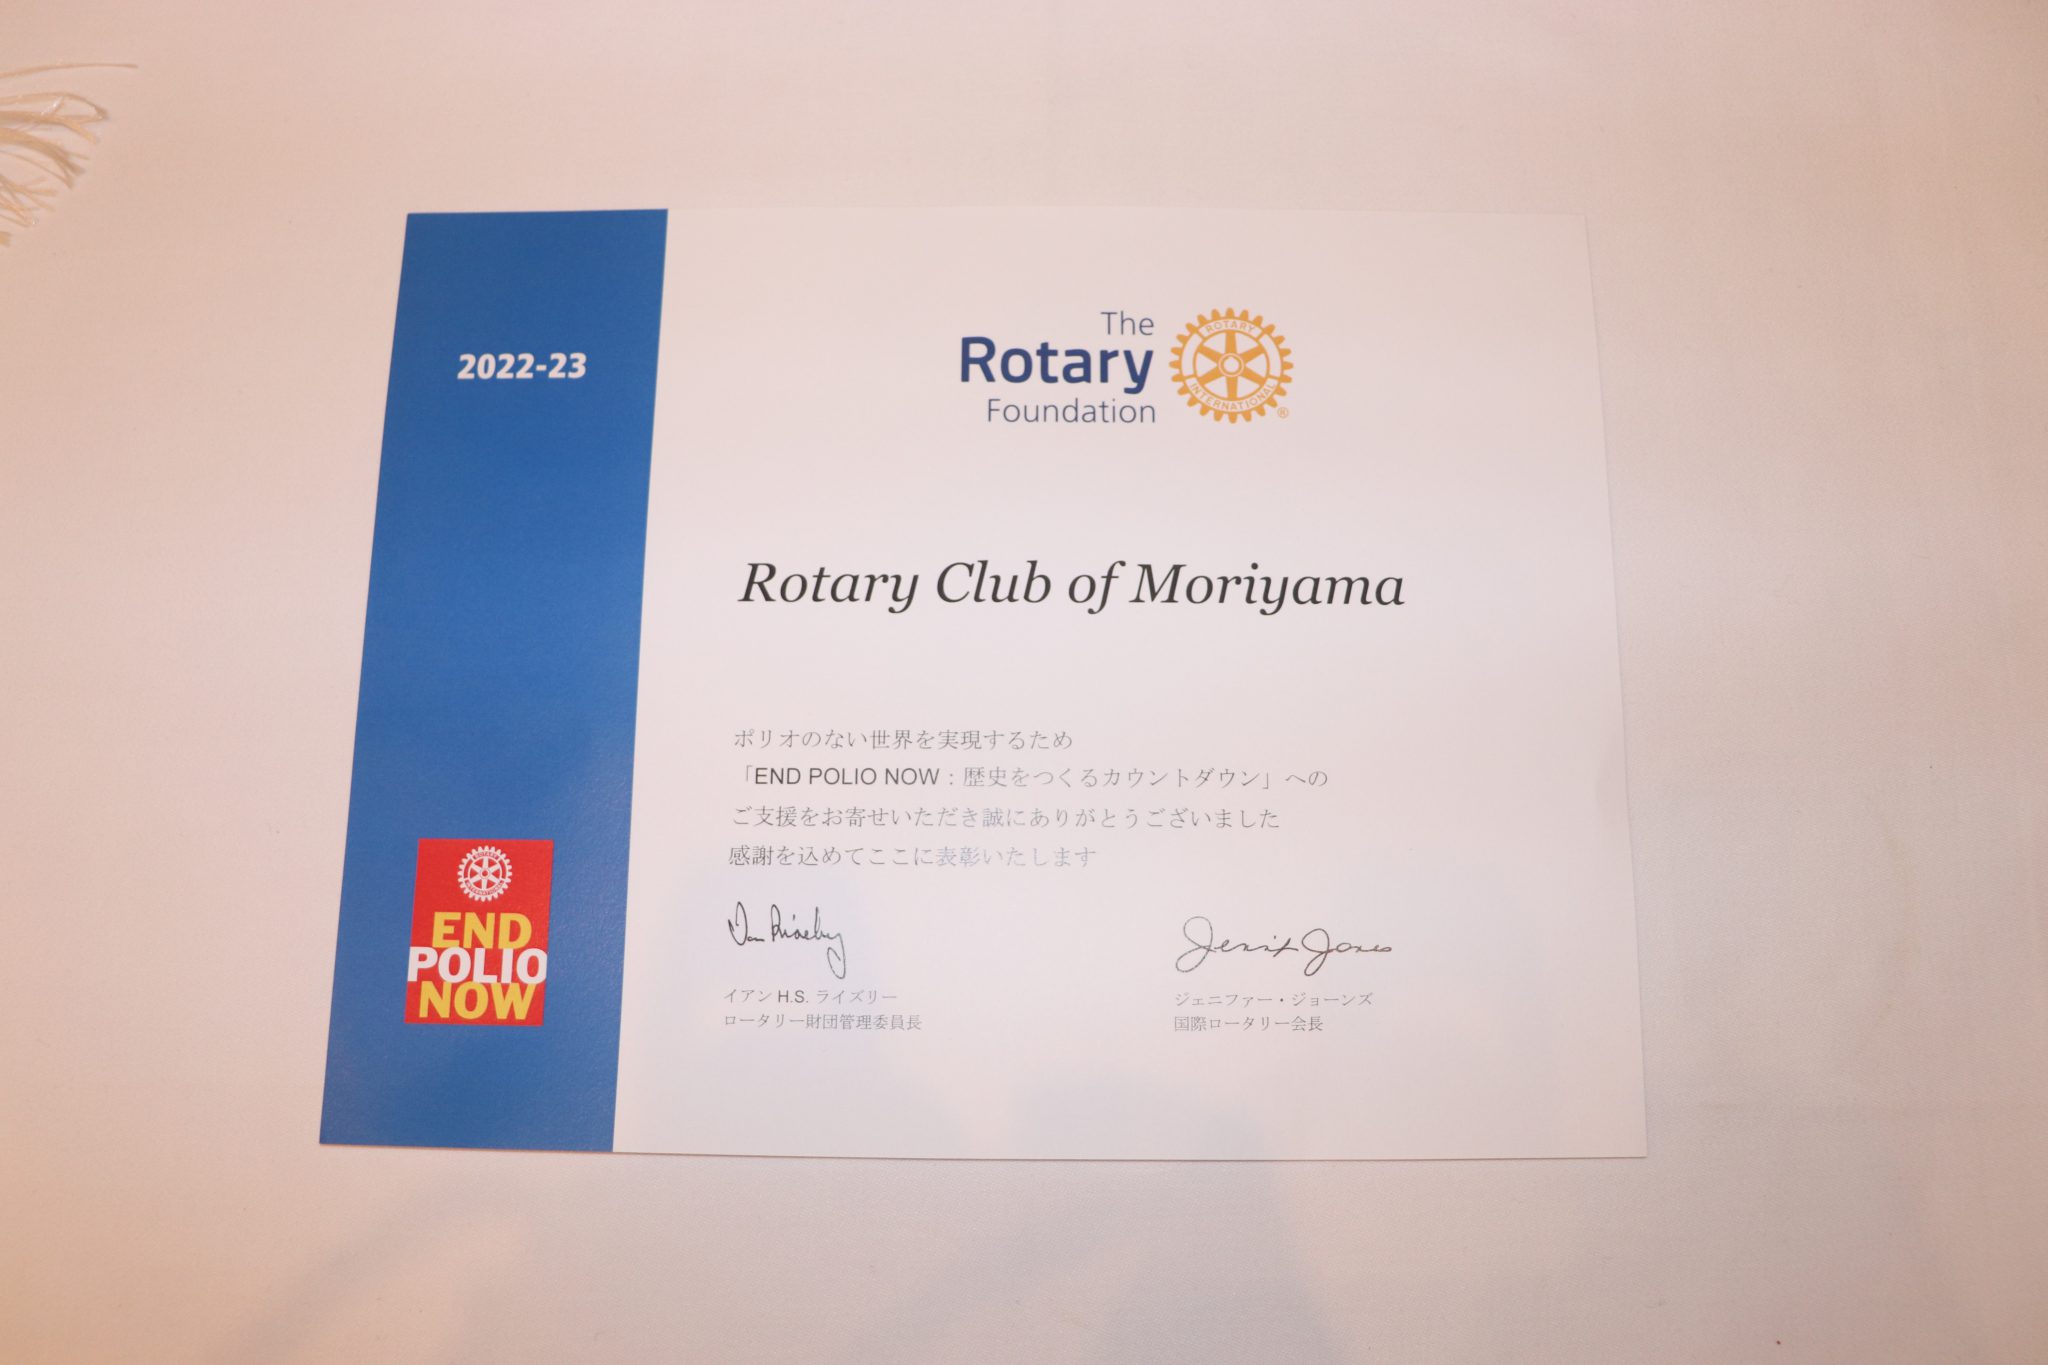 2022-23
The
Rotary
Foundation
ROTARY
INTERNATIONAL
®
Rotary Club of Moriyama
ポリオのない世界を実現するため
「END POLIO NOW：歴史をつくるカウントダウン」への
ご支援をお寄せいただき誠にありがとうございました
感謝を込めてここに表彰いたします
イアン H.S. ライズリー
ロータリー財団管理委員長
Jennifer Jones
ジェニファー・ジョーンズ
国際ロータリー会長
ROTARY
INTERNATIONAL
END
POLIO
NOW